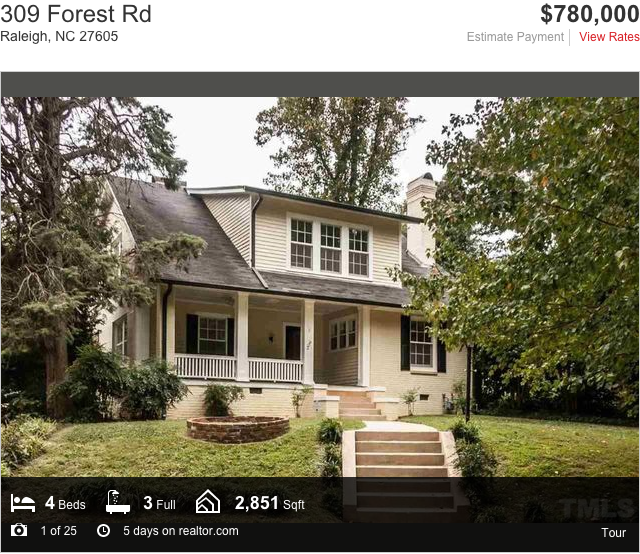 309 Forest Rd
$780,000
Raleigh, NC 27605
Estimate Payment View Rates
4 Beds 3 Full 2,851 Sqft
TMLS
1 of 25 5 days on realtor.com
Tour